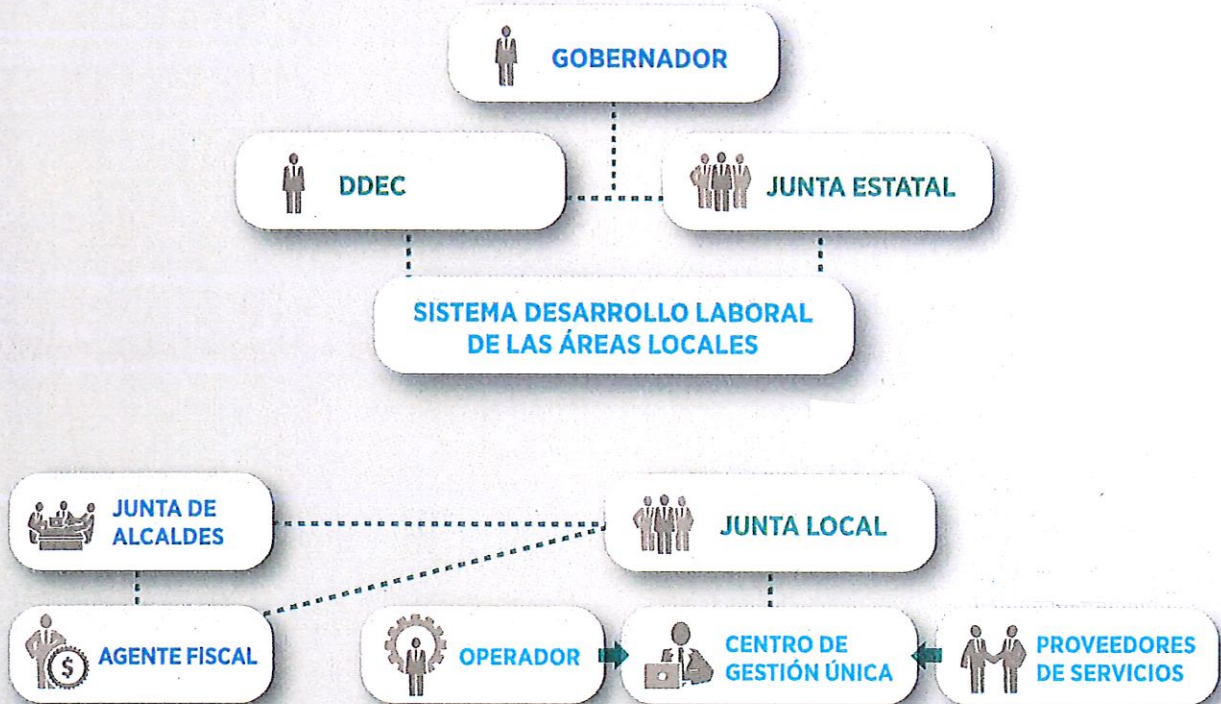 GOBERNADOR
DDEC
JUNTA ESTATAL
SISTEMA DESARROLLO LABORAL
DE LAS ÁREAS LOCALES
JUNTA DE
ALCALDES
JUNTA LOCAL
$
AGENTE FISCAL
OPERADOR
CENTRO DE
GESTIÓN ÚNICA
PROVEEDORES
DE SERVICIOS